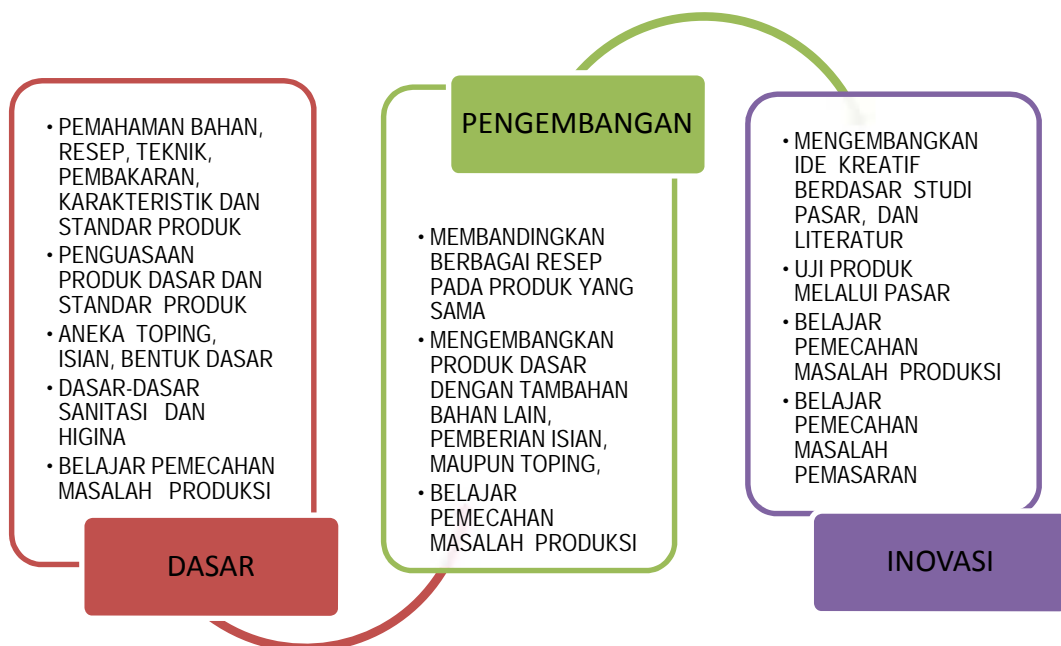 • PEMAHAMAN BAHAN,
RESEP, TEKNIK,
PEMBAKARAN,
KARAKTERISTIK DAN
STANDAR PRODUK
• PENGUASAAN
PRODUK DASAR DAN
STANDAR PRODUK
• ANEKA TOPING,
ISIAN, BENTUK DASAR
• DASAR-DASAR
SANITASI DAN
HIGINA
• BELAJAR PEMECAHAN
MASALAH PRODUKSI
DASAR
PENGEMBANGAN
• MEMBANDINGKAN
BERBAGAI RESEP
PADA PRODUK YANG
SAMA
• MENGEMBANGKAN
PRODUK DASAR
DENGAN TAMBAHAN
BAHAN LAIN,
PEMBERIAN ISIAN,
MAUPUN TOPING,
• BELAJAR
PEMECAHAN
MASALAH PRODUKSI
• MENGEMBANGKAN
IDE KREATIF
BERDASAR STUDI
PASAR, DAN
LITERATUR
• UJI PRODUK
MELALUI PASAR
• BELAJAR
PEMECAHAN
MASALAH PRODUKSI
• BELAJAR
PEMECAHAN
MASALAH
PEMASARAN
INOVASI